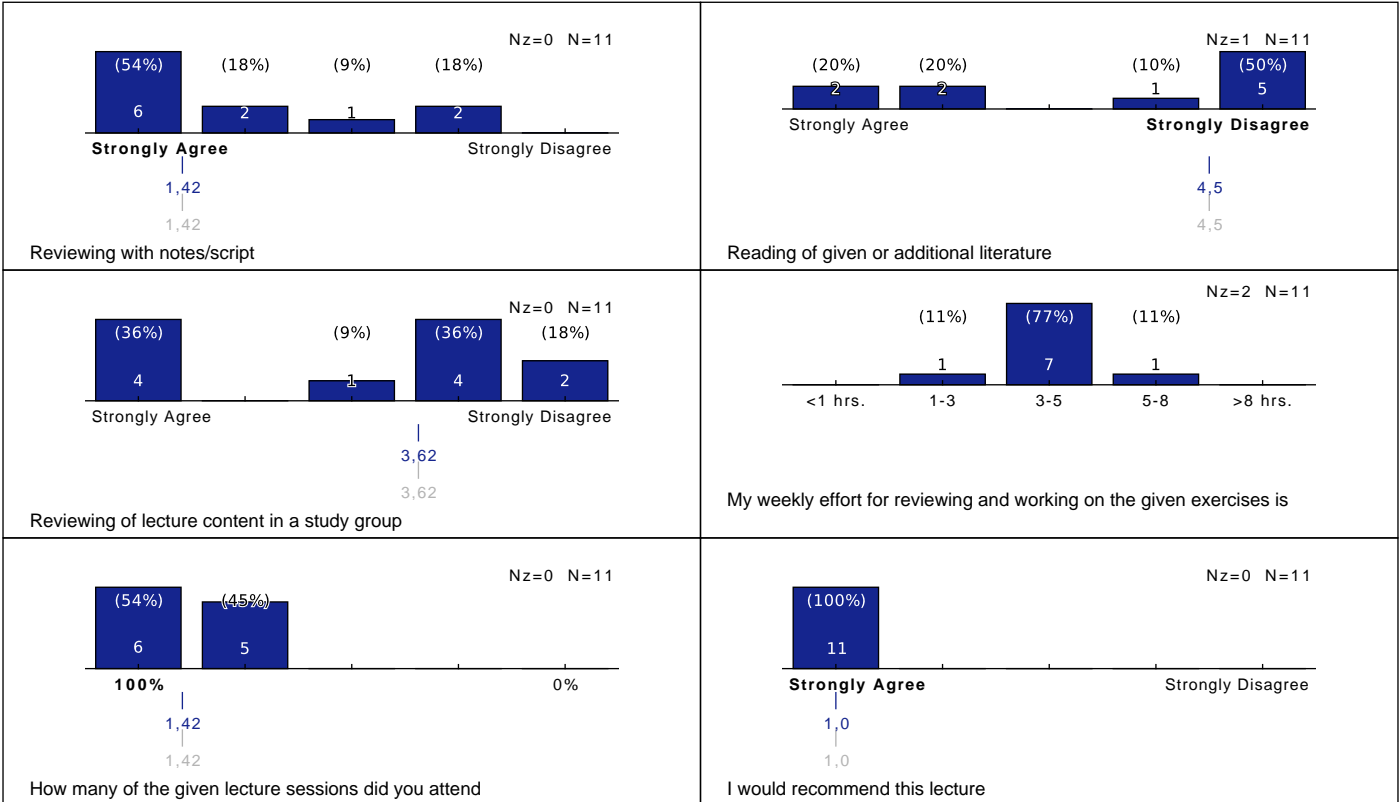 Nz=0 N=11
(54%) (18%) (9%) (18%)
6 2 1 2
Strongly Agree Strongly Disagree
1,42
1,42
Reviewing with notes/script
Nz=1 N=11
(20%) (20%) (10%) (50%)
2 2 1 5
Strongly Agree Strongly Disagree
4,5
4,5
Reading of given or additional literature
Nz=0 N=11
(36%) (9%) (36%) (18%)
4 1 4 2
Strongly Agree Strongly Disagree
3,62
3,62
Reviewing of lecture content in a study group
Nz=2 N=11
(11%) (77%) (11%)
1 7 1
<1 hrs. 1-3 3-5 5-8 >8 hrs.
My weekly effort for reviewing and working on the given exercises is
Nz=0 N=11
(54%) (45%)
6 5
100% 0%
1,42
1,42
How many of the given lecture sessions did you attend
Nz=0 N=11
(100%)
11
Strongly Agree Strongly Disagree
1,0
1,0
I would recommend this lecture